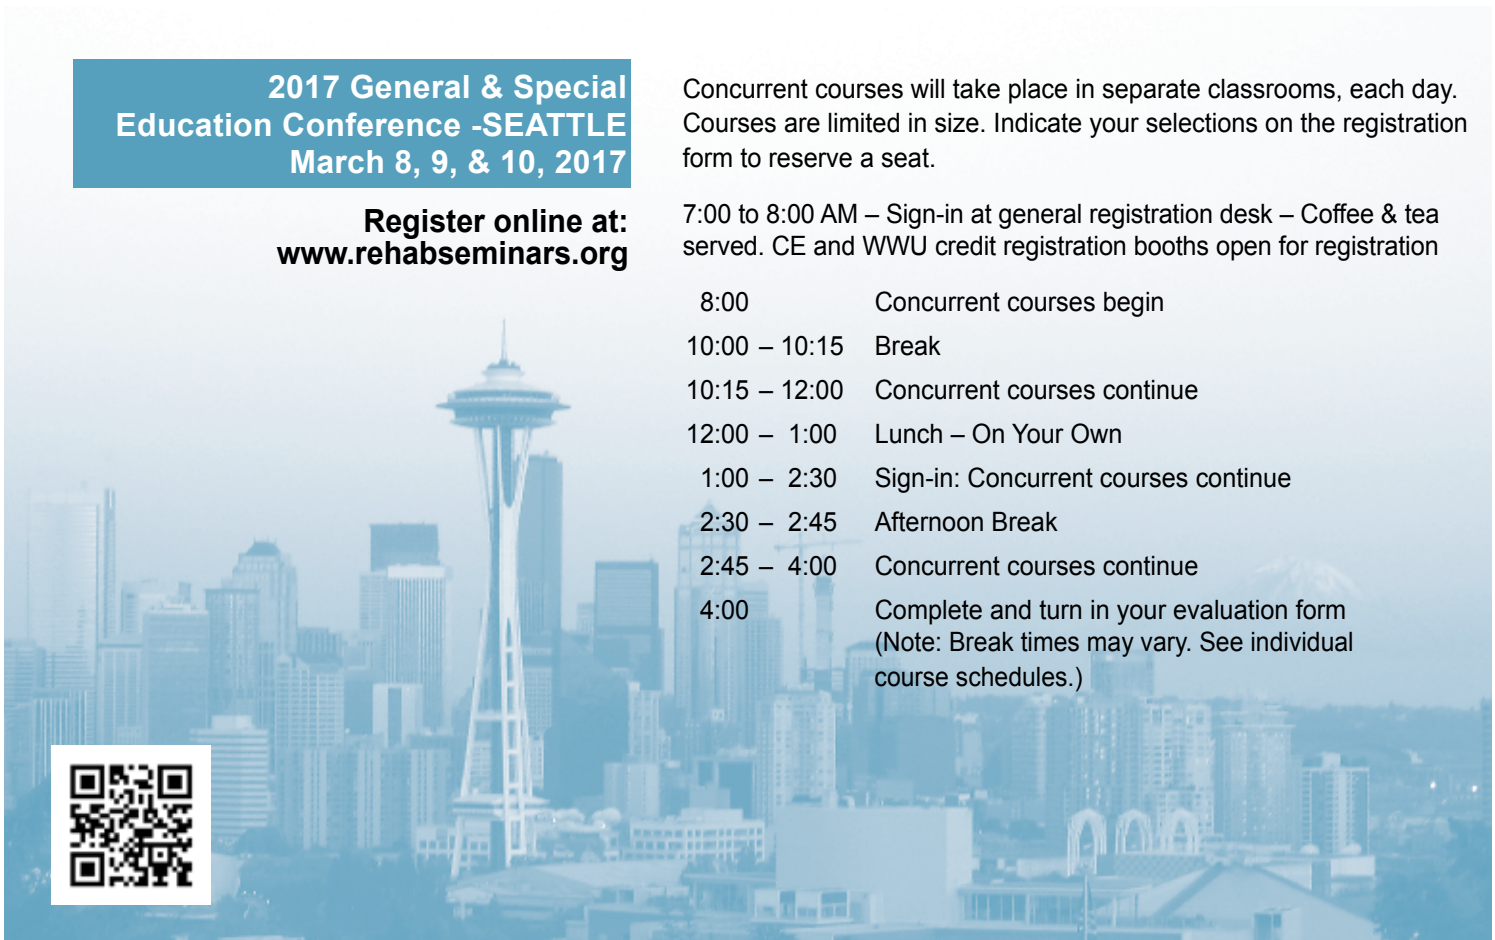 2017 General & Special
Education Conference -SEATTLE
March 8, 9, & 10, 2017
Register online at:
www.rehabseminars.org
Concurrent courses will take place in separate classrooms, each day.
Courses are limited in size. Indicate your selections on the registration
form to reserve a seat.
7:00 to 8:00 AM – Sign-in at general registration desk – Coffee & tea
served. CE and WWU credit registration booths open for registration
8:00 Concurrent courses begin
10:00 – 10:15 Break
10:15 – 12:00 Concurrent courses continue
12:00 – 1:00 Lunch – On Your Own
1:00 – 2:30 Sign-in: Concurrent courses continue
2:30 – 2:45 Afternoon Break
2:45 – 4:00 Concurrent courses continue
4:00 Complete and turn in your evaluation form
(Note: Break times may vary. See individual
course schedules.)